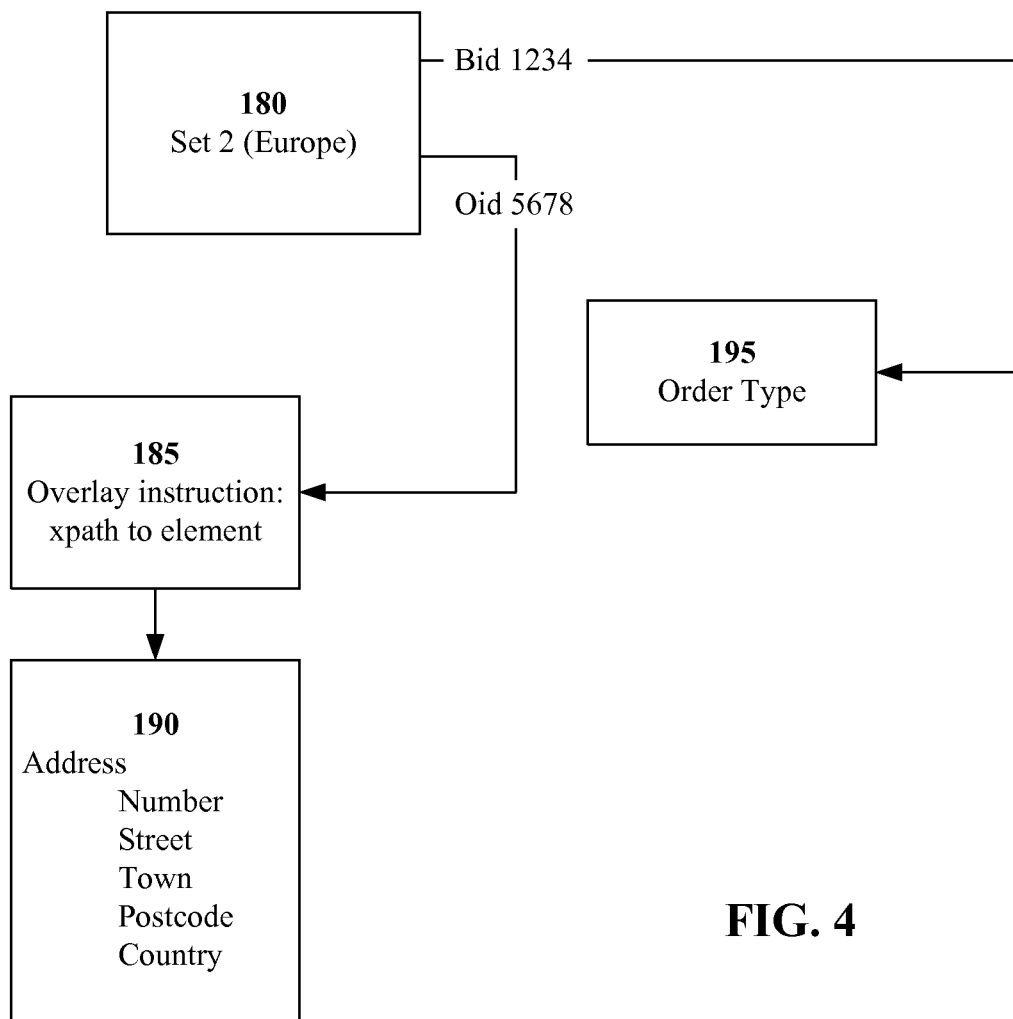 Bid 1234
180
Set 2 (Europe)
Oid 5678
195
Order Type
185
Overlay instruction:
xpath to element
190
Address
Number
Street
Town
Postcode
Country
FIG. 4